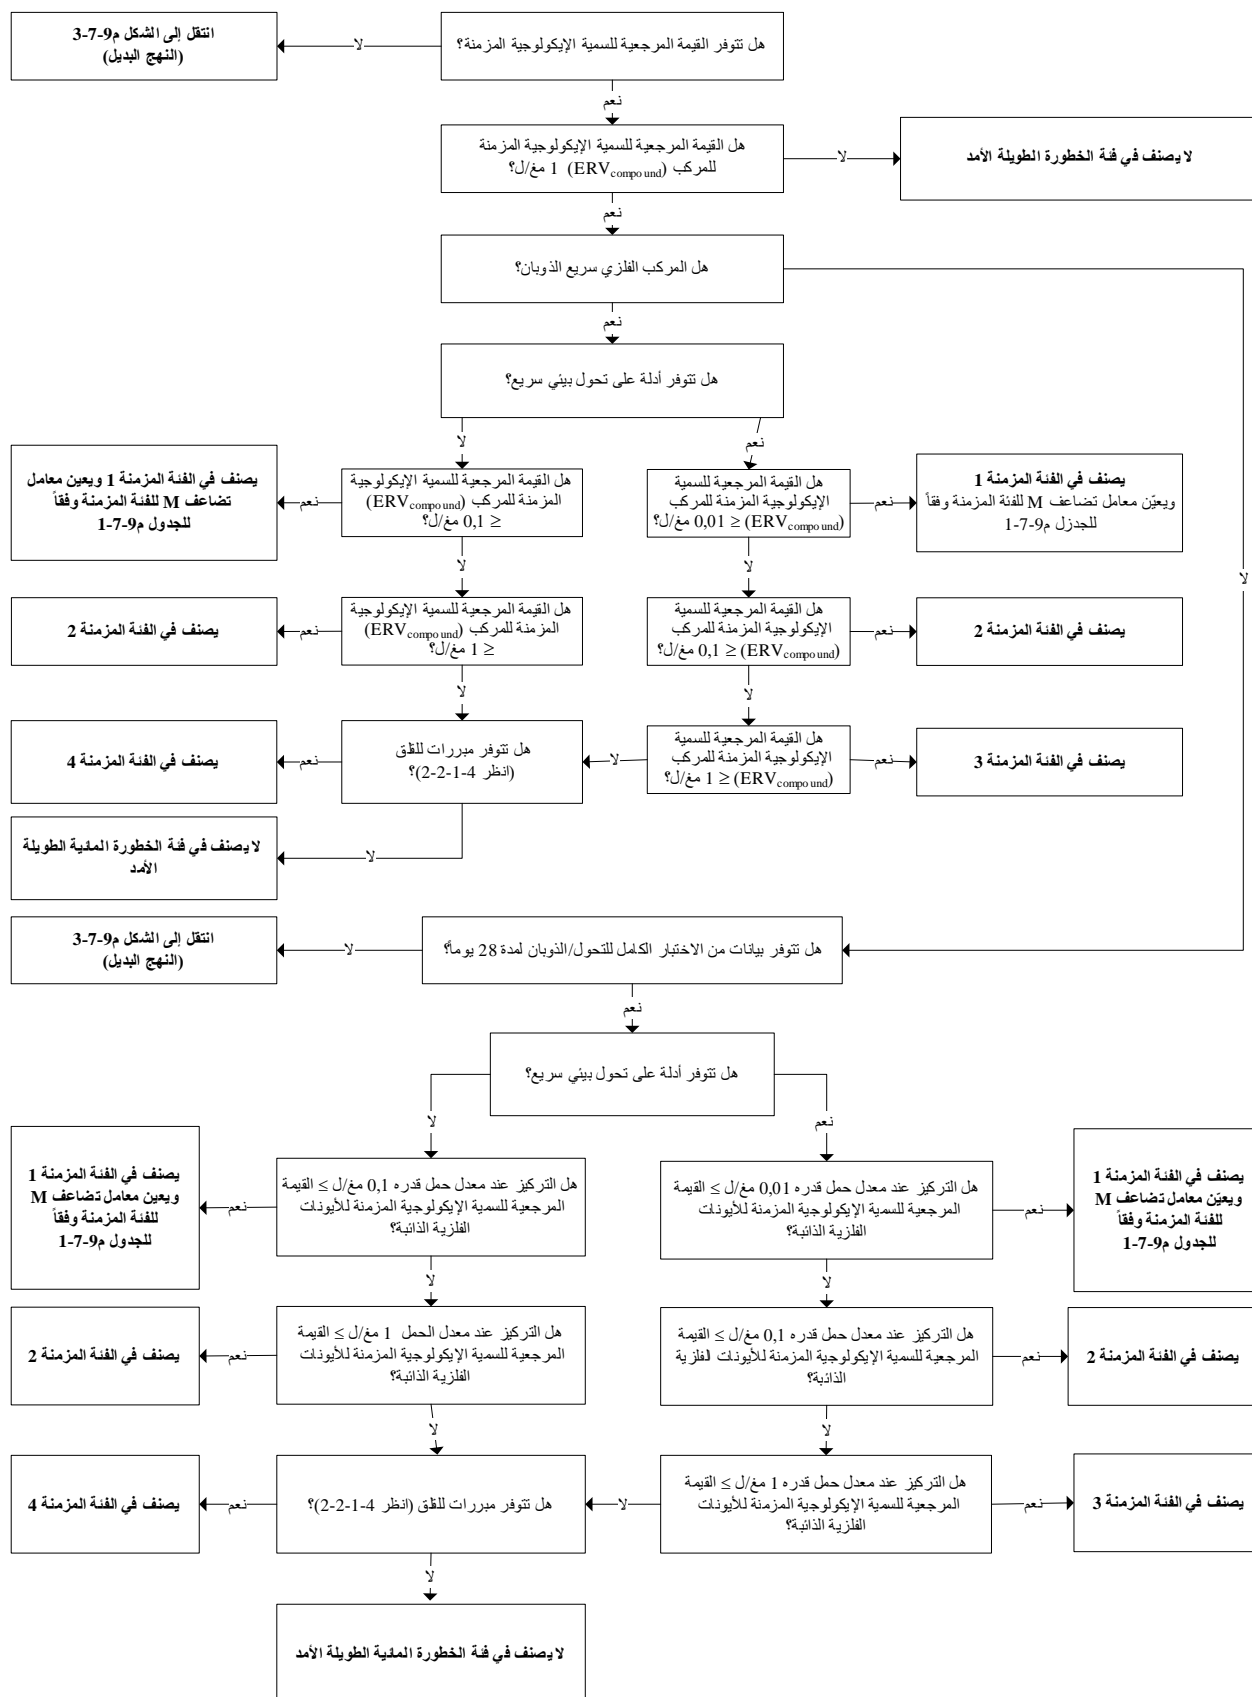 هل تتوفر القيمة المرجعية للسمية الإيكولوجية المزمنة؟
لا
انتقل إلى الشكل م9-7-3
(النهج البديل)
نعم
هل القيمة المرجعية للسمية الإيكولوجية المزمنة
للمركب (ERVcompound) 1 مغ/ل؟
لا
لا يصنف في فئة الخطورة الطويلة الأمد
نعم
هل المركب الفلزي سريع الذوبان؟
لا
نعم
هل تتوفر أدلة على تحول بيئي سريع؟
نعم
لا
هل القيمة المرجعية للسمية
الإيكولوجية المزمنة للمركب
(ERVcompound) ≤ 0,01 مغ/ل؟
نعم
يصنف في الفئة المزمنة 1
ويعيّن معامل تضاعف M للفئة المزمنة وفقاً
للجدزل م9-7-1
هل القيمة المرجعية للسمية الإيكولوجية
المزمنة للمركب (ERVcompound)
≤ 0,1 مغ/ل؟
نعم
يصنف في الفئة المزمنة 1 ويعين معامل
تضاعف M للفئة المزمنة وفقاً
للجدول م9-7-1
لا
لا
هل القيمة المرجعية للسمية
الإيكولوجية المزمنة للمركب
(ERVcompound) ≤ 0,1 مغ/ل؟
نعم
يصنف في الفئة المزمنة 2
هل القيمة المرجعية للسمية الإيكولوجية
المزمنة للمركب (ERVcompound)
≤ 1 مغ/ل؟
نعم
يصنف في الفئة المزمنة 2
لا
لا
هل القيمة المرجعية للسمية
الإيكولوجية المزمنة للمركب
(ERVcompound) ≤ 1 مغ/ل؟
نعم
يصنف في الفئة المزمنة 3
لا
هل تتوفر مبررات للقلق
(انظر 4-1-2-2)؟
نعم
يصنف في الفئة المزمنة 4
لا
لا يصنف في فئة الخطورة المائية الطويلة
الأمد
هل تتوفر بيانات من الاختبار الكامل للتحول/الذوبان لمدة 28 يوماً؟
لا
انتقل إلى الشكل م9-7-3
(النهج البديل)
نعم
هل تتوفر أدلة على تحول بيئي سريع؟
نعم
لا
هل التركيز عند معدل حمل قدره 0,01 مغ/ل ≥ القيمة
المرجعية للسمية الإيكولوجية المزمنة للأيونات
الفلزية الذائبة؟
نعم
يصنف في الفئة المزمنة 1
ويعيّن معامل تضاعف M
للفئة المزمنة وفقاً
للجدول م9-7-1
هل التركيز عند معدل حمل قدره 0,1 مغ/ل ≥ القيمة
المرجعية للسمية الإيكولوجية المزمنة للأيونات
الفلزية الذائبة؟
نعم
يصنف في الفئة المزمنة 1
ويعين معامل تضاعف M
للفئة المزمنة وفقاً
للجدول م9-7-1
لا
لا
هل التركيز عند معدل حمل قدره 0,1 مغ/ل ≥ القيمة
المرجعية للسمية الإيكولوجية المزمنة للأيونات الفلزية
الذائبة؟
نعم
يصنف في الفئة المزمنة 2
هل التركيز عند معدل الحمل 1 مغ/ل ≥ القيمة
المرجعية للسمية الإيكولوجية المزمنة للأيونات
الفلزية الذائبة؟
نعم
يصنف في الفئة المزمنة 2
لا
لا
هل التركيز عند معدل حمل قدره 1 مغ/ل ≥ القيمة
المرجعية للسمية الإيكولوجية المزمنة للأيونات
الفلزية الذائبة؟
نعم
يصنف في الفئة المزمنة 3
لا
هل تتوفر مبررات للقلق (انظر 4-1-2-2)؟
نعم
يصنف في الفئة المزمنة 4
لا
لا يصنف في فئة الخطورة المائية الطويلة الأمد